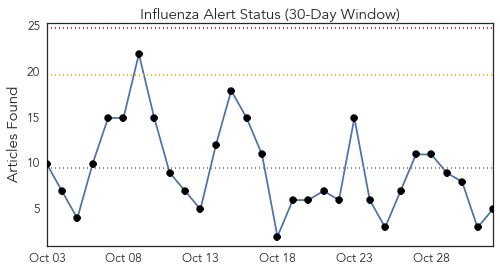 Influenza Alert Status (30-Day Window)
Articles Found
25
20
15
10
5
Oct 03
Oct 08
Oct 13
Oct 18
Oct 23
Oct 28